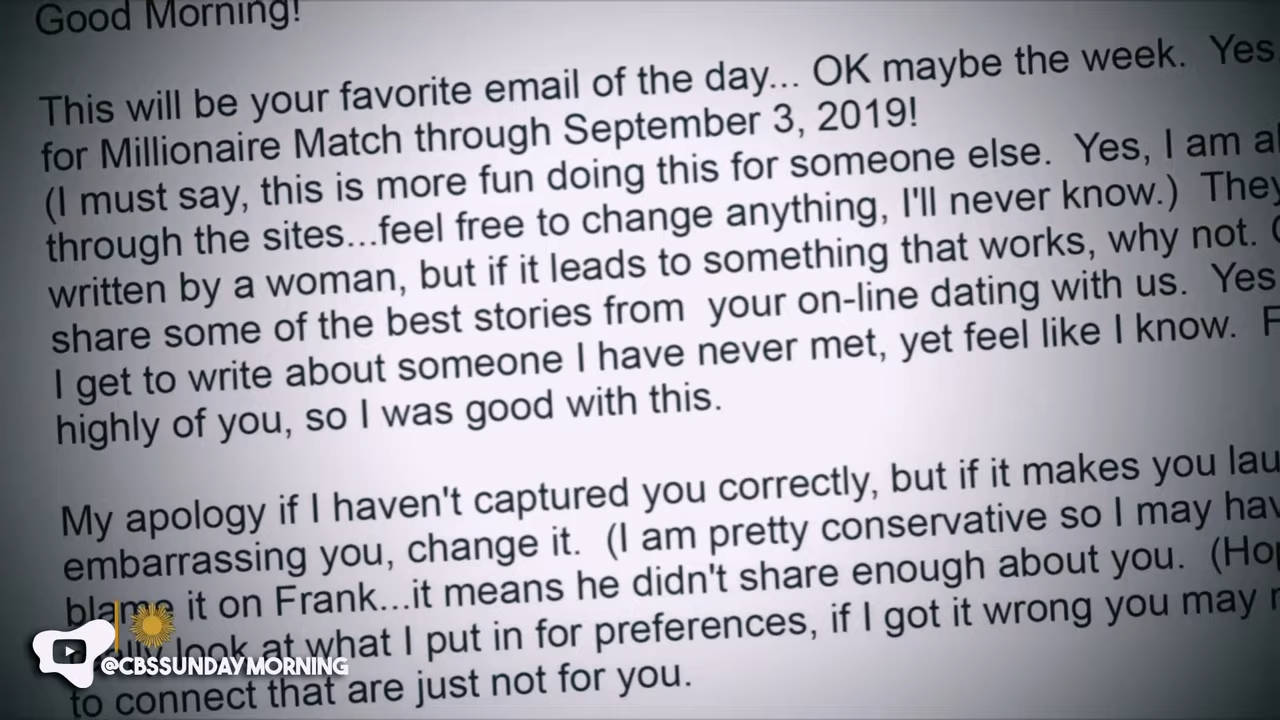 Good Morning!
This will be your favorite email of the day... OK maybe the week. Yes
for Millionaire Match through September 3, 2019!
(I must say, this is more fun doing this for someone else. Yes, I am
through the sites...feel free to change anything, I'll never know.) They
written by a woman, but if it leads to something that works, why not.
share some of the best stories from your on-line dating with us. Yes
I get to write about someone I have never met, yet feel like I know.
highly of you, so I was good with this.
My apology if I haven't captured you correctly, but if it makes you
embarrassing you, change it. (I am pretty conservative so I may
blame it on Frank...it means he didn't share enough about you.
look at what I put in for preferences, if I got it wrong you may
to connect that are just not for you.
@CBSSUNDAYMORNING